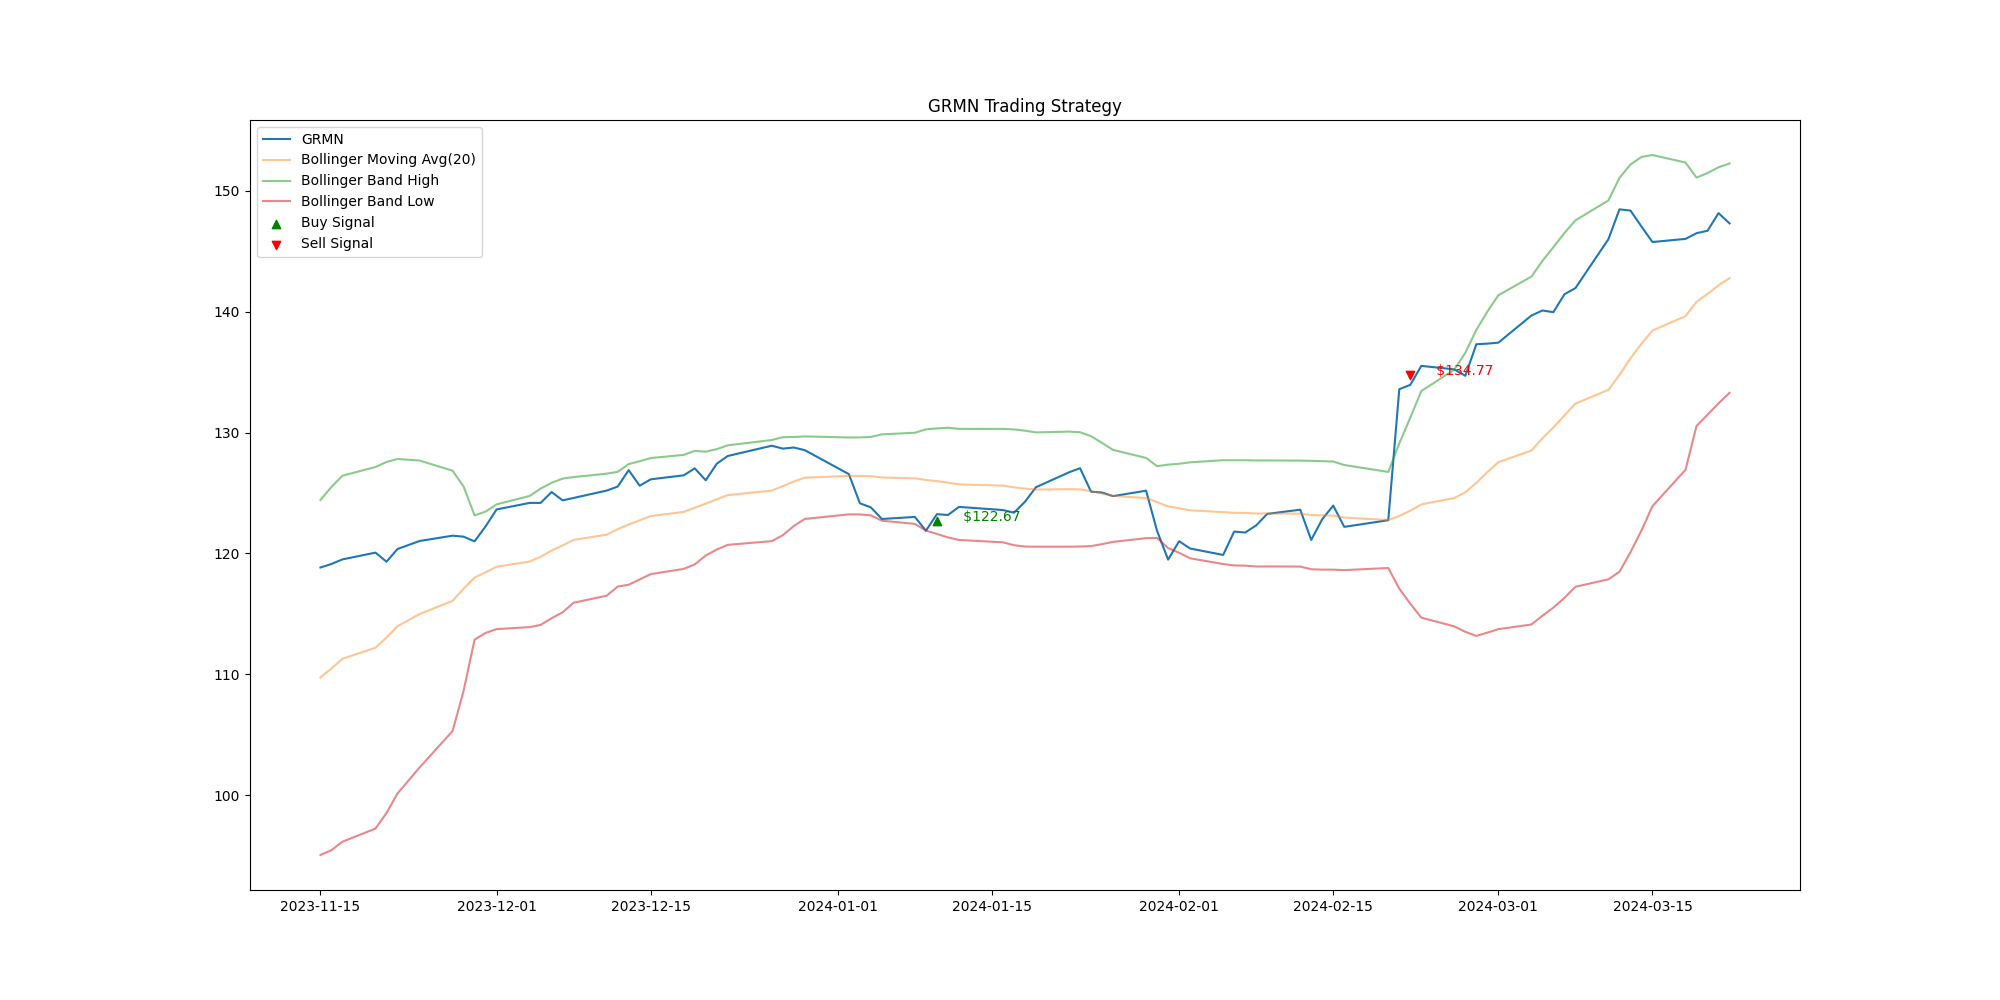 GRMN Trading Strategy
GRMN
Bollinger Moving Avg(20)
Bollinger Band High
Bollinger Band Low
Buy Signal
Sell Signal
150
140
130
120
110
100
$134.77
$122.67
2023-11-15 2023-12-01 2023-12-15 2024-01-01 2024-01-15 2024-02-01 2024-02-15 2024-03-01 2024-03-15